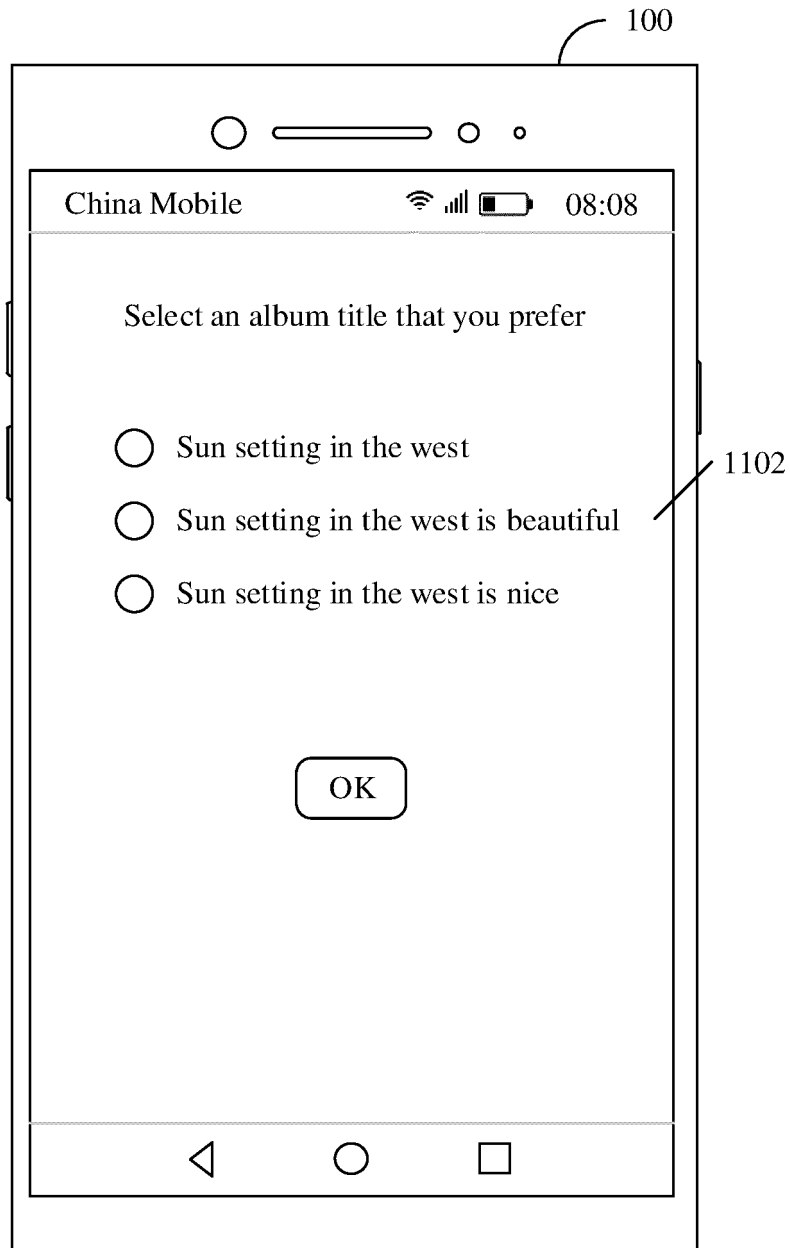 100
China Mobile 08:08
Select an album title that you prefer
Sun setting in the west
1102
Sun setting in the west is beautiful
Sun setting in the west is nice
OK